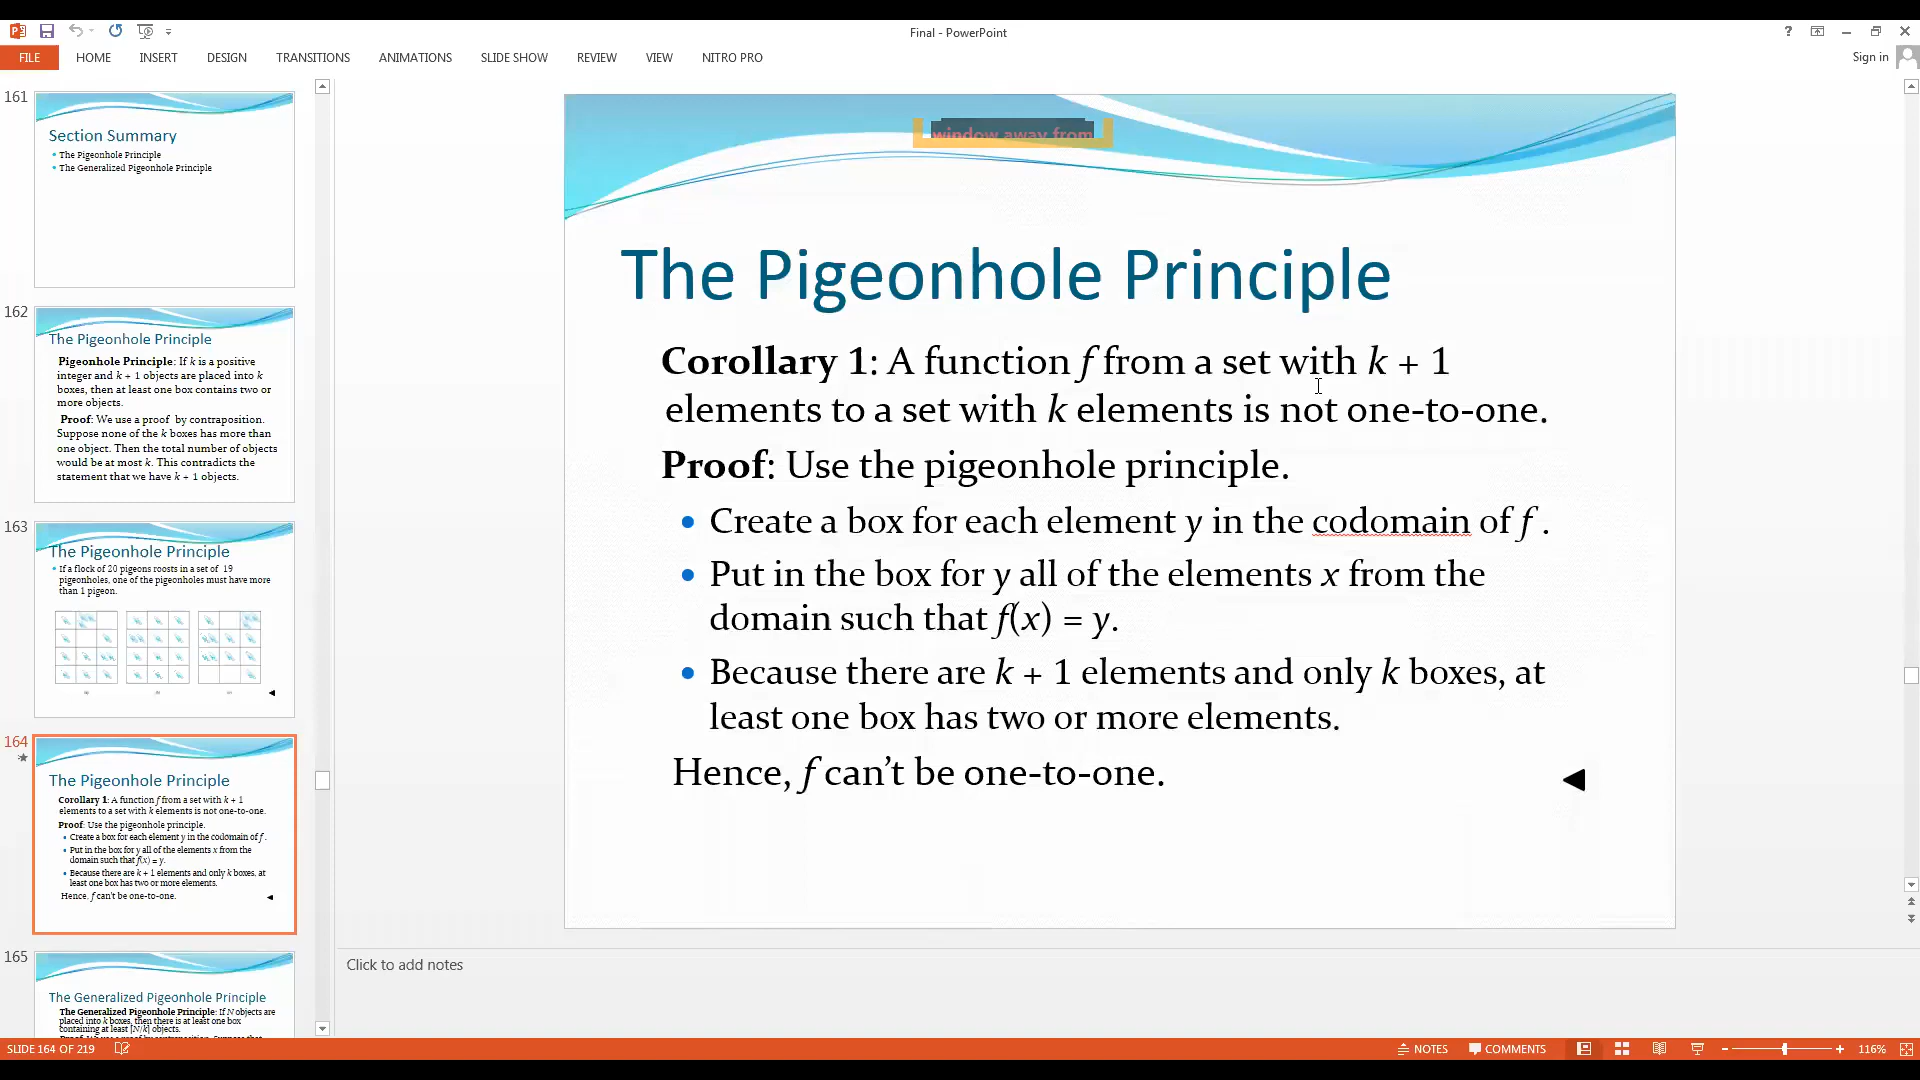 Final - PowerPoint
?
FILE
HOME
INSERT
DESIGN
TRANSITIONS
ANIMATIONS
SLIDE SHOW
REVIEW
VIEW
NITRO PRO
Sign in
161
Section Summary
• The Pigeonhole Principle
• The Generalized Pigeonhole Principle
162
The Pigeonhole Principle
Pigeonhole Principle: If k is a positive
integer and k + 1 objects are placed into k
boxes, then at least one box contains two or
more objects.
Proof: We use a proof by contraposition.
Suppose none of the k boxes has more than
one object. Then the total number of objects
would be at most k. This contradicts the
statement that we have k + 1 objects.
163
The Pigeonhole Principle
• If a flock of 20 pigeons roosts in a set of 19
pigeonholes, one of the pigeonholes must have more
than 1 pigeon.
164
The Pigeonhole Principle
Corollary 1: A function f from a set with k + 1
elements to a set with k elements is not one-to-one.
Proof: Use the pigeonhole principle.
• Create a box for each element y in the codomain of f .
• Put in the box for y all of the elements x from the
domain such that f(x) = y.
• Because there are k + 1 elements and only k boxes, at
least one box has two or more elements.
Hence, f can't be one-to-one.
165
The Generalized Pigeonhole Principle
The Generalized Pigeonhole Principle: If N objects are
placed into k boxes, then there is at least one box
containing at least ⌈N/k⌉ objects.
window away from
The Pigeonhole Principle
Corollary 1: A function f from a set with k + 1
elements to a set with k elements is not one-to-one.
Proof: Use the pigeonhole principle.
• Create a box for each element y in the codomain of f .
• Put in the box for y all of the elements x from the
domain such that f(x) = y.
• Because there are k + 1 elements and only k boxes, at
least one box has two or more elements.
Hence, f can’t be one-to-one.
Click to add notes
SLIDE 164 OF 219
NOTES
COMMENTS
116%